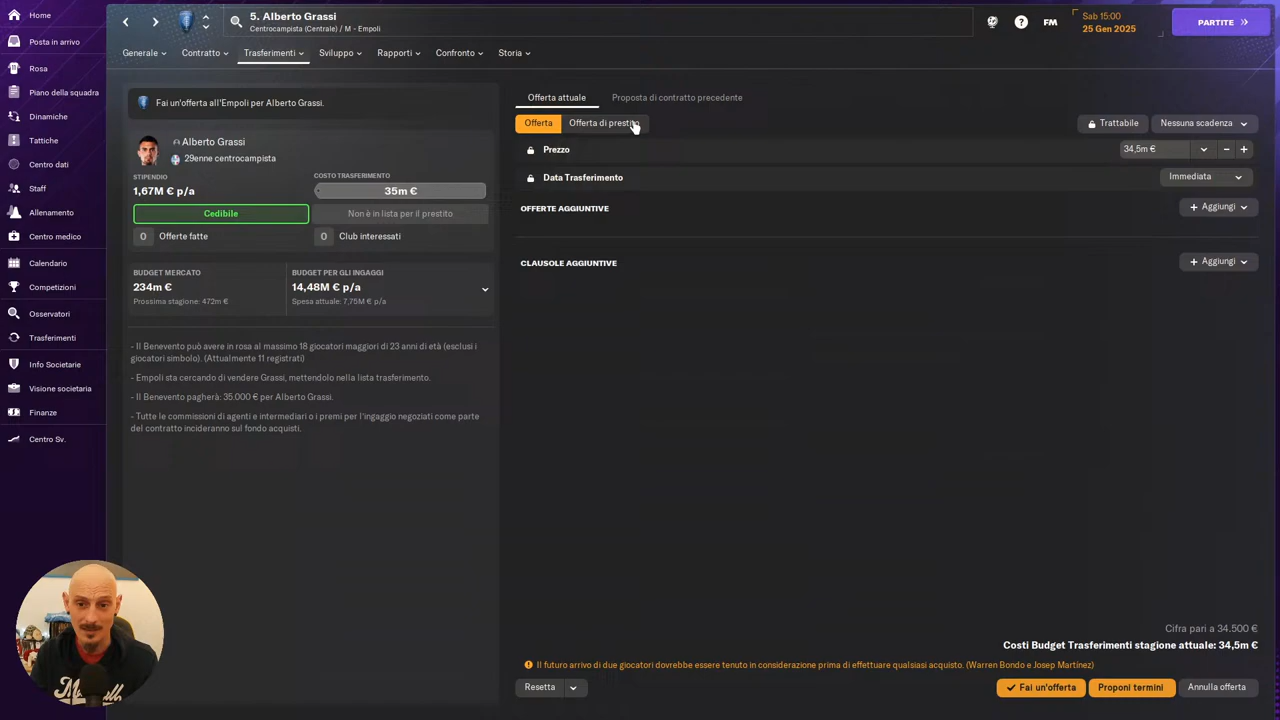 Home
Posta in arrivo
Rosa
Piano della squadra
Dinamiche
Tattiche
Centro dati
Staff
Allenamento
Centro medico
Calendario
Competizioni
Osservatori
Trasferimenti
Info Societarie
Visione societaria
Finanze
Centro Sv.
5. Alberto Grassi
Centrocampista (Centrale) / M - Empoli
FM
Sab 15:00
25 Gen 2025
PARTITE
Generale
Contratto
Trasferimenti
Sviluppo
Rapporti
Confronto
Storia
Fai un'offerta all'Empoli per Alberto Grassi.
Alberto Grassi
29enne centrocampista
STIPENDIO
1,67M € p/a
COSTO TRASFERIMENTO
35m €
Cedibile
Non è in lista per il prestito
0 Offerte fatte
0 Club interessati
BUDGET MERCATO
234m €
Prossima stagione: 472m €
BUDGET PER GLI INGAGGI
14,48M € p/a
Spesa attuale: 7,75M € p/a
- Il Benevento può avere in rosa al massimo 18 giocatori maggiori di 23 anni di età (esclusi i
giocatori simbolo). (Attualmente 11 registrati)
- Empoli sta cercando di vendere Grassi, mettendolo nella lista trasferimento.
- Il Benevento pagherà: 35.000 € per Alberto Grassi.
- Tutte le commissioni di agenti e intermediari o i premi per l'ingaggio negoziati come parte
del contratto incideranno sul fondo acquisti.
Offerta attuale
Proposta di contratto precedente
Offerta
Offerta di prestito
Trattabile
Nessuna scadenza
Prezzo
34,5m €
Data Trasferimento
Immediata
OFFERTE AGGIUNTIVE
Aggiungi
CLAUSOLE AGGIUNTIVE
Aggiungi
Cifra pari a 34.500 €
Costi Budget Trasferimenti stagione attuale: 34,5m €
Il futuro arrivo di due giocatori dovrebbe essere tenuto in considerazione prima di effettuare qualsiasi acquisto. (Warren Bondo e Josep Martínez)
Resetta
Fai un'offerta
Proponi termini
Annulla offerta